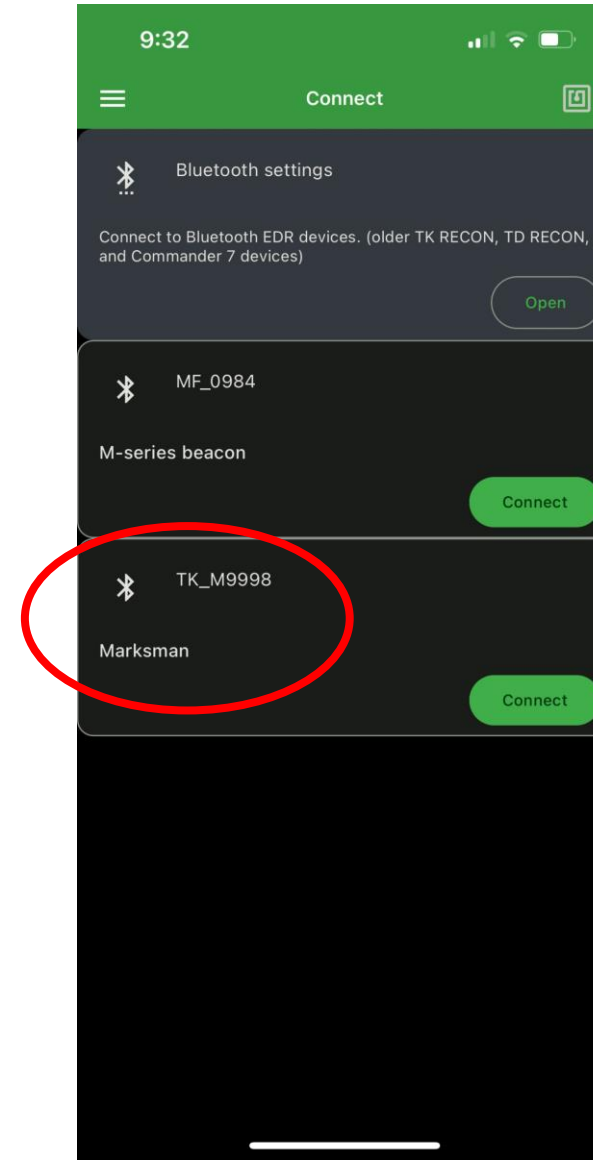 9:32
Connect
Bluetooth settings
Connect to Bluetooth EDR devices. (older TK RECON, TD RECON,
and Commander 7 devices)
Open
MF_0984
M-series beacon
Connect
TK_M9998
Marksman
Connect